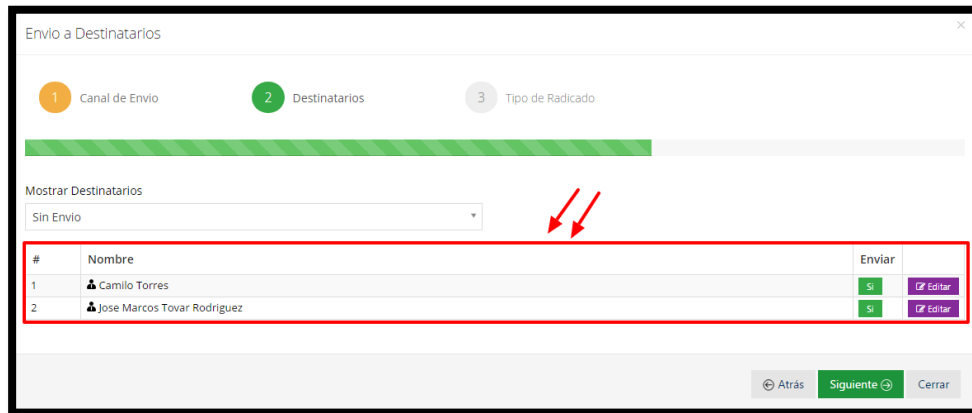 Envio a Destinatarios ×
1 Canal de Envio 2 Destinatarios 3 Tipo de Radicado
Mostrar Destinatarios
Sin Envio
# Nombre Enviar
1 Camilo Torres Si Editar
2 Jose Marcos Tovar Rodriguez Si Editar
Atrás Siguiente Cerrar